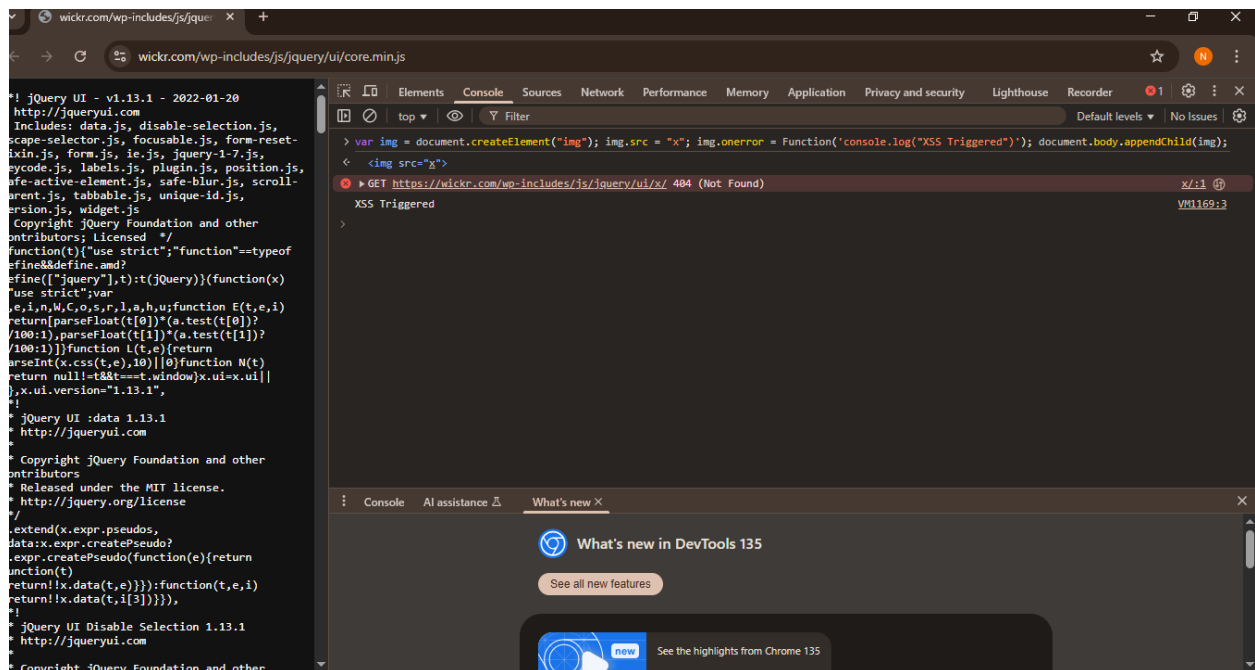 wickr.com/wp-includes/js/jquer
wickr.com/wp-includes/js/jquery/ui/core.min.js
N
*! jQuery UI - v1.13.1 - 2022-01-20
http://jqueryui.com
Includes: data.js, disable-selection.js,
scape-selector.js, focusable.js, form-reset-
ixin.js, form.js, ie.js, jquery-1-7.js,
eycode.js, labels.js, plugin.js, position.js,
afe-active-element.js, safe-blur.js, scroll-
arent.js, tabbable.js, unique-id.js,
ersion.js, widget.js
Copyright jQuery Foundation and other
ontributors; Licensed */
function(t){"use strict";"function"==typeof
efine&&define.amd?
efine(["jquery"],t):t(jQuery)}(function(x)
"use strict";var
,e,i,n,W,C,o,s,r,l,a,h,u;function E(t,e,i)
return[parseFloat(t[0])*(a.test(t[0])?
/100:1),parseFloat(t[1])*(a.test(t[1])?
/100:1)]}function L(t,e){return
arseInt(x.css(t,e),10)||0}function N(t)
return null!=t&&t===t.window}x.ui=x.ui||
},x.ui.version="1.13.1",
*!
* jQuery UI :data 1.13.1
* http://jqueryui.com
*
* Copyright jQuery Foundation and other
ontributors
* Released under the MIT license.
* http://jquery.org/license
*/
.extend(x.expr.pseudos,
data:x.expr.createPseudo?
.expr.createPseudo(function(e){return
unction(t)
return!!x.data(t,e)}}):function(t,e,i)
return!!x.data(t,i[3])}}),
*!
* jQuery UI Disable Selection 1.13.1
* http://jqueryui.com
*
* Copyright jQuery Foundation and other
Elements Console Sources Network Performance Memory Application Privacy and security Lighthouse Recorder 1
top Filter Default levels No Issues
var img = document.createElement("img"); img.src = "x"; img.onerror = Function('console.log("XSS Triggered")'); document.body.appendChild(img);
<img src="x">
GET https://wickr.com/wp-includes/js/jquery/ui/x/ 404 (Not Found) x/:1
XSS Triggered VM1169:3
Console AI assistance What's new
What's new in DevTools 135
See all new features
new
See the highlights from Chrome 135